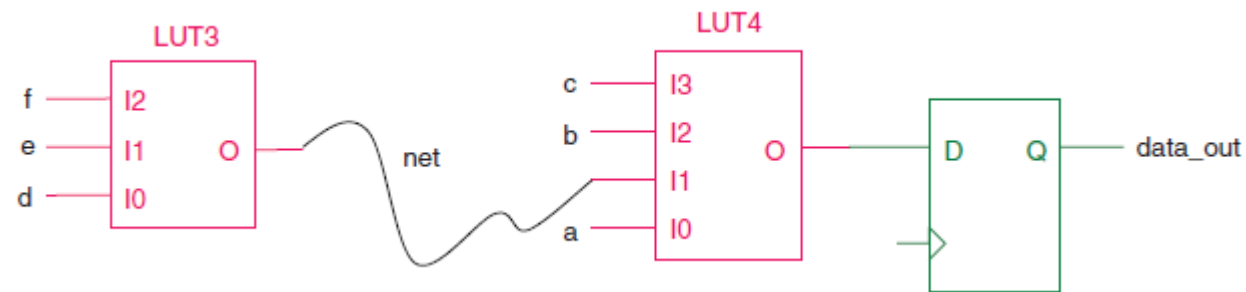 LUT3
f
I2
e
I1
O
d
I0
net
LUT4
c
I3
b
I2
O
I1
a
I0
D
Q
data_out